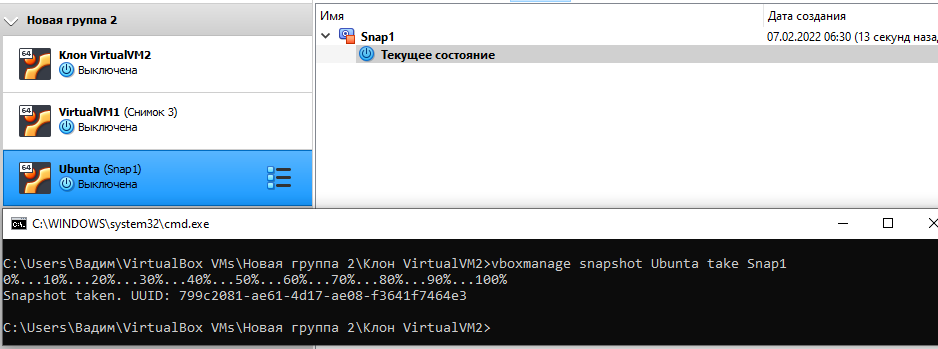 Новая группа 2
64
Клон VirtualVM2
Выключена
64
VirtualVM1 (Снимок 3)
Выключена
64
Ubunta (Snap1)
Выключена
Имя
Дата создания
Snap1
07.02.2022 06:30 (13 секунд назад
Текущее состояние
C:\WINDOWS\system32\cmd.exe
C:\Users\Вадим\VirtualBox VMs\Новая группа 2\Клон VirtualVM2>vboxmanage snapshot Ubunta take Snap1
0%...10%...20%...30%...40%...50%...60%...70%...80%...90%...100%
Snapshot taken. UUID: 799c2081-ae61-4d17-ae08-f3641f7464e3
C:\Users\Вадим\VirtualBox VMs\Новая группа 2\Клон VirtualVM2>